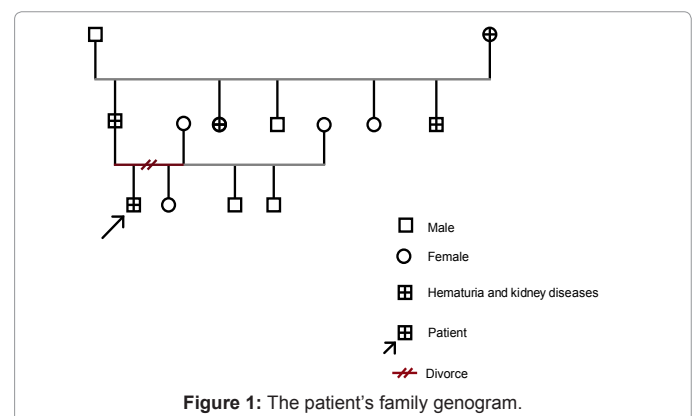 Male
Female
Hematuria and kidney diseases
Patient
Divorce
Figure 1: The patient's family genogram.